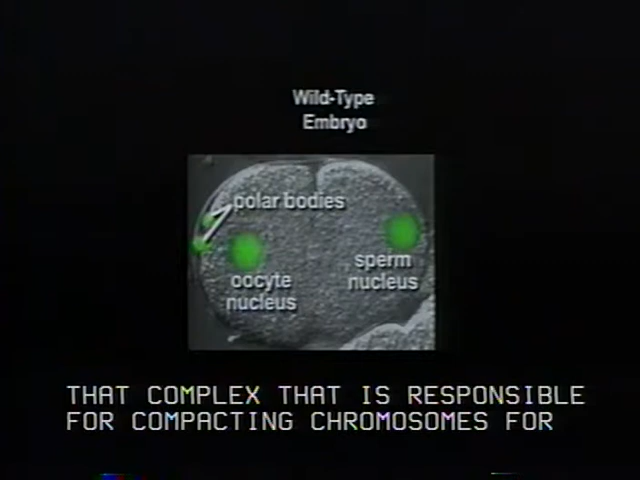 Wild-Type
Embryo
polar bodies
oocyte
nucleus
sperm
nucleus
THAT COMPLEX THAT IS RESPONSIBLE
FOR COMPACTING CHROMOSOMES FOR